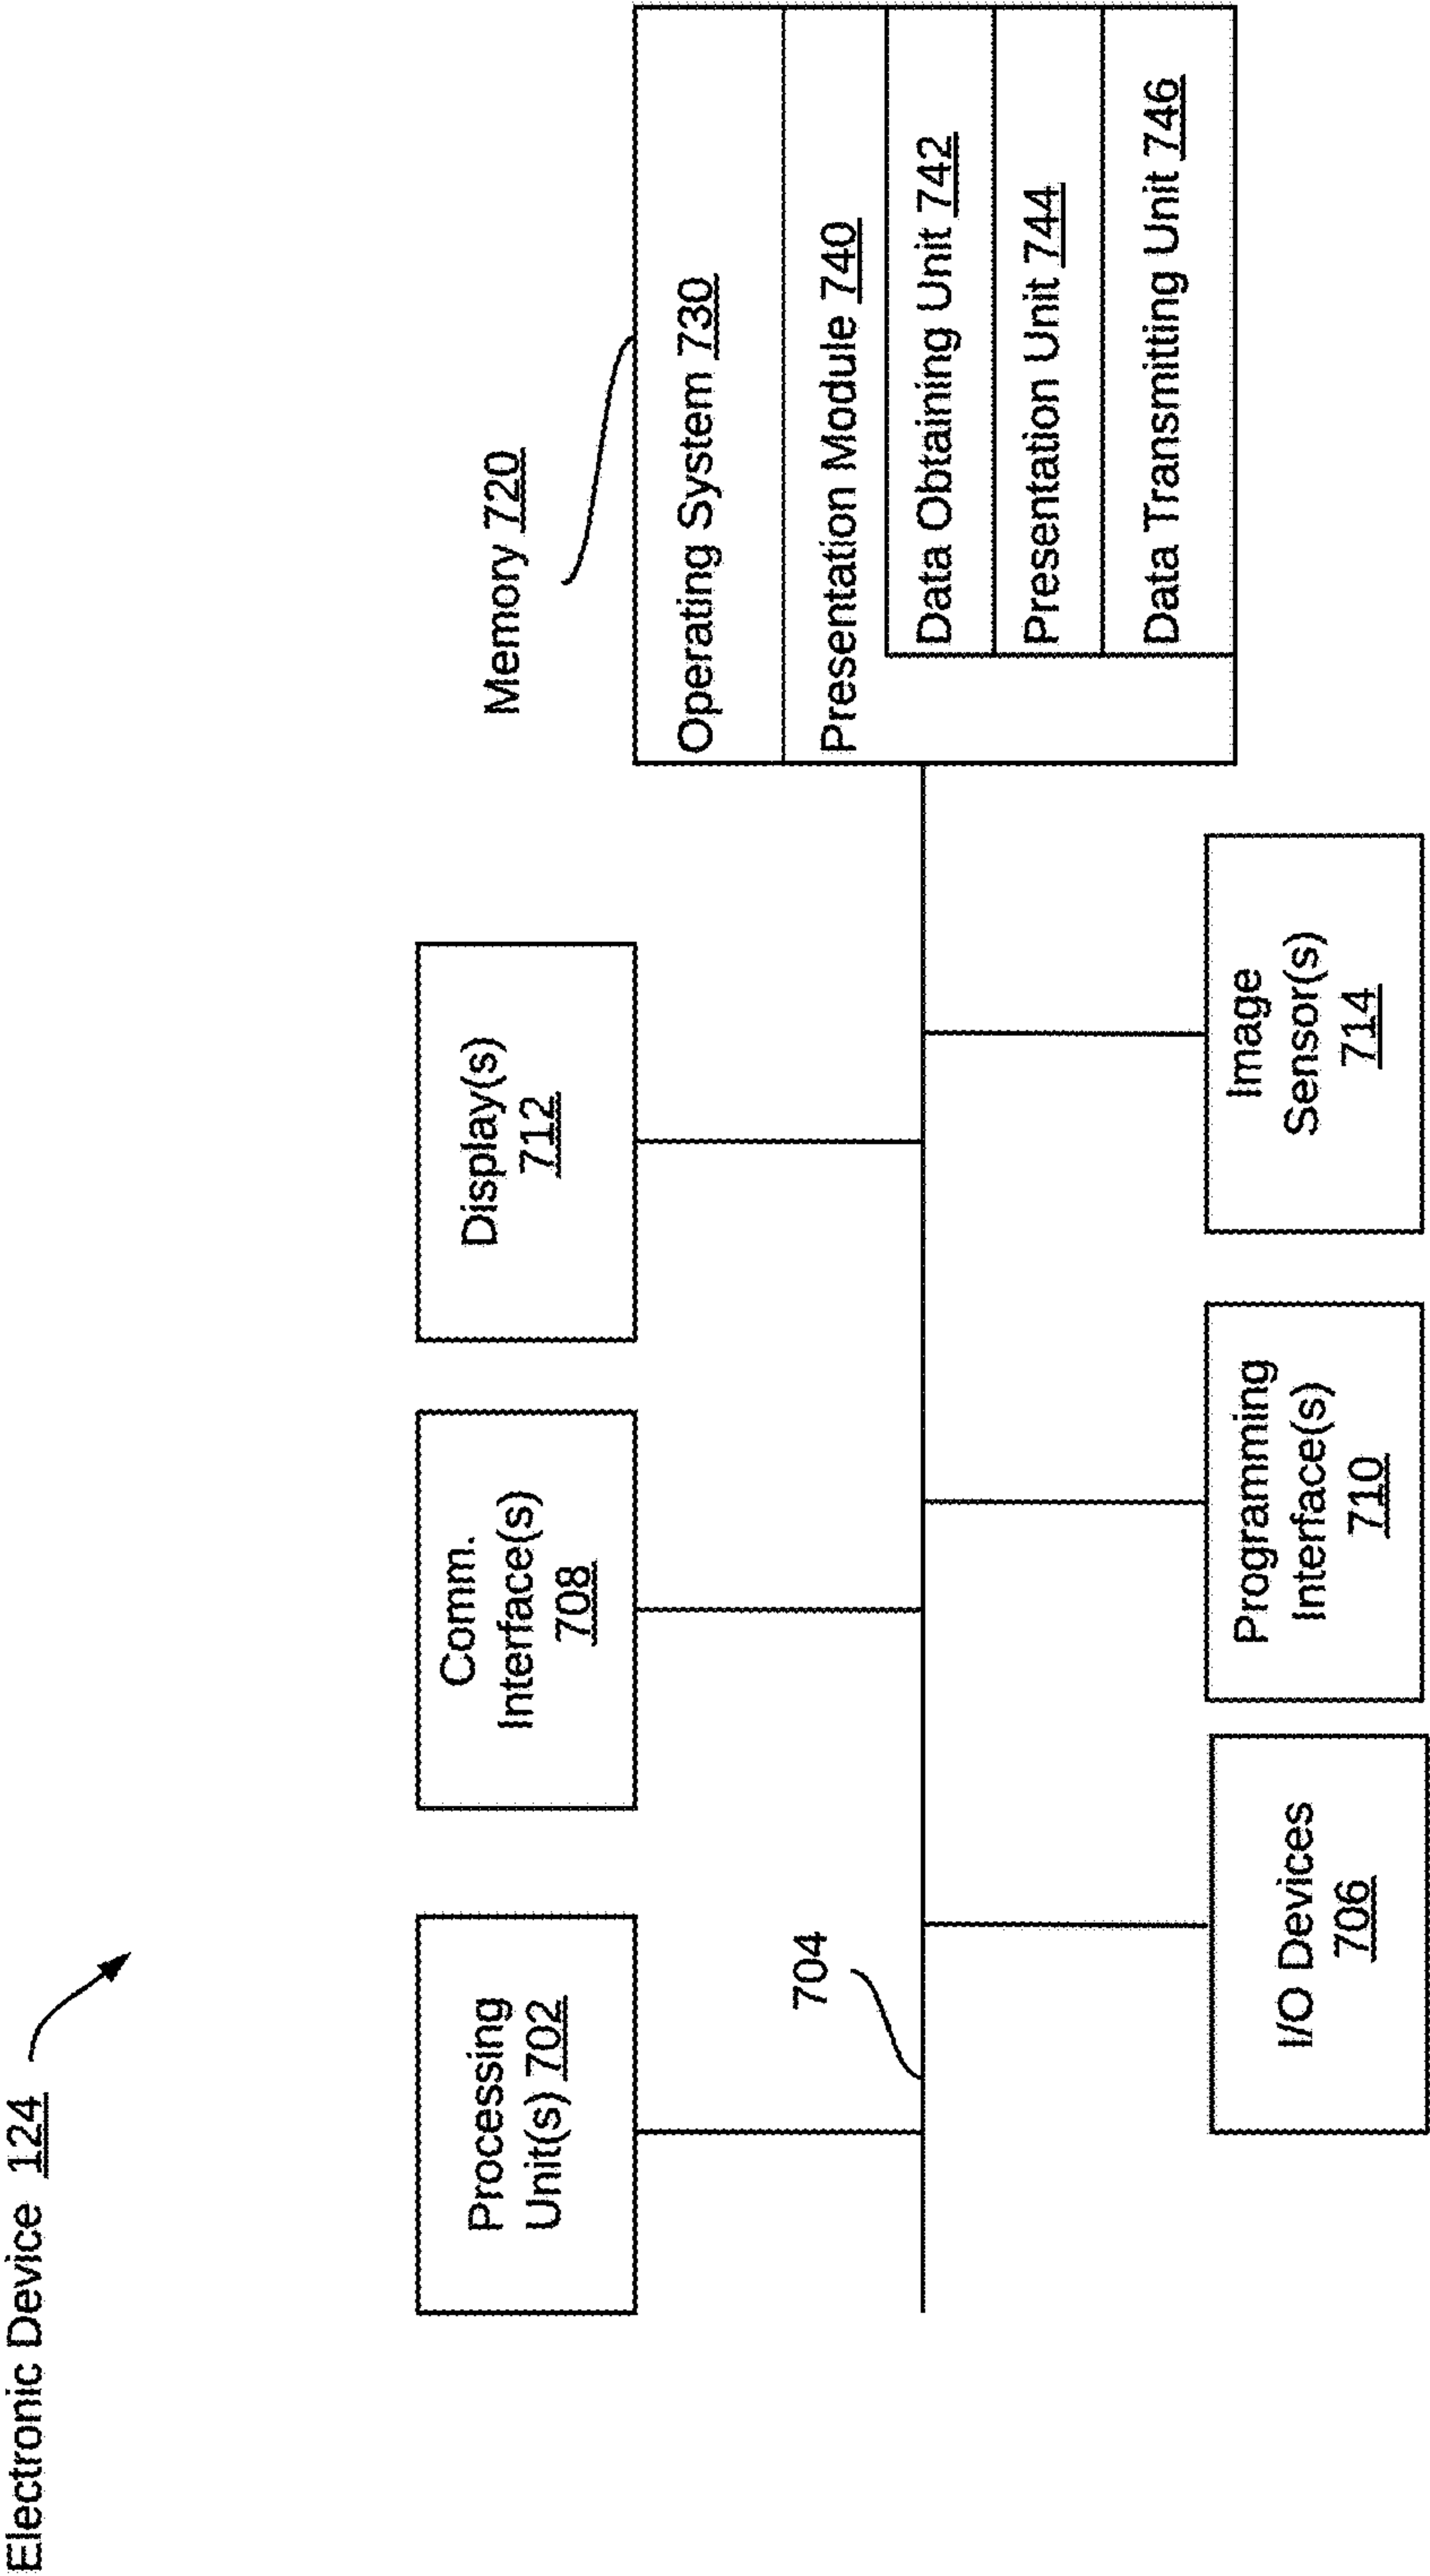 Electronic Device 124
Processing
Unit(s) 702
Comm.
Interface(s)
708
Display(s)
712
Memory 720
Operating System 730
Presentation Module 740
Data Obtaining Unit 742
Presentation Unit 744
Data Transmitting Unit 746
704
I/O Devices
706
Programming
Interface(s)
710
Image
Sensor(s)
714